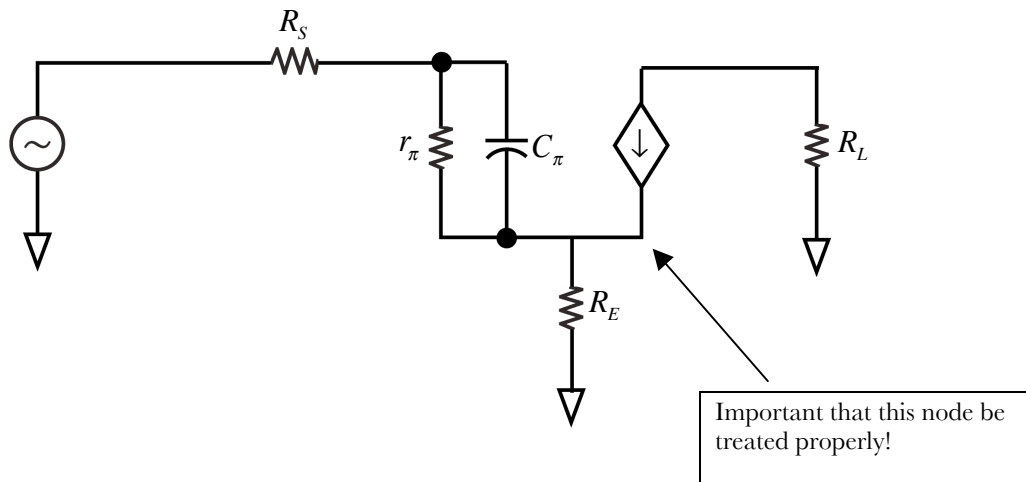 R_S
r_π
C_π
R_L
R_E
Important that this node be
treated properly!